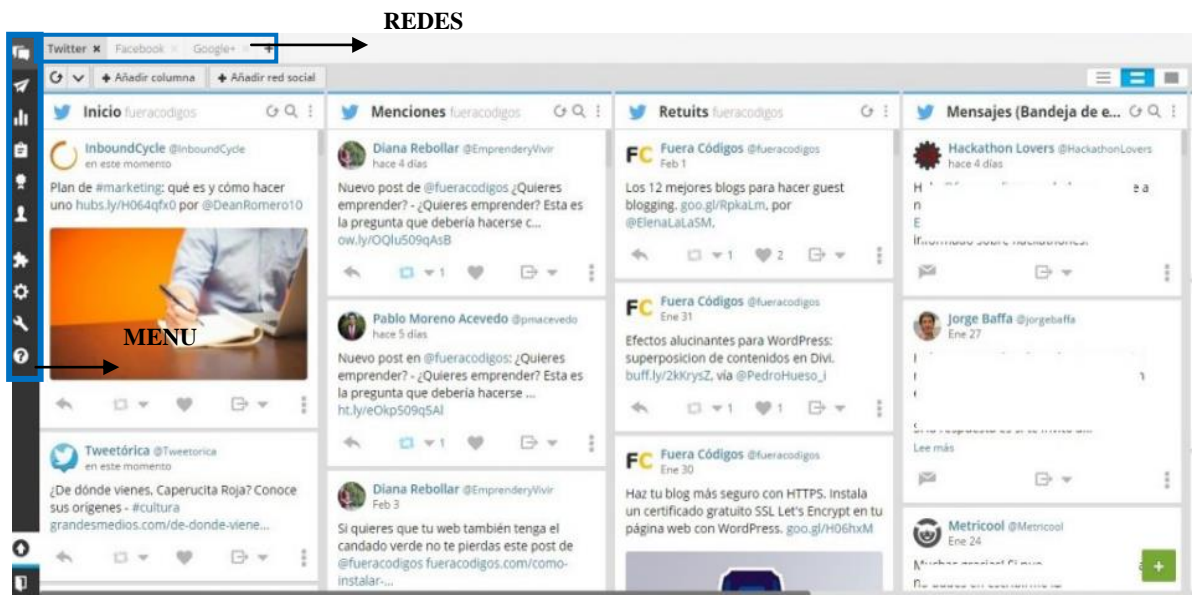 REDES
Twitter × Facebook × Google+ × +
+ Añadir columna + Añadir red social
Inicio fueracodigos
InboundCycle @InboundCycle
en este momento
Plan de #marketing: qué es y cómo hacer
uno hubs.ly/H064qfx0 por @DeanRomero10
MENU
Tweetórica @Tweetorica
en este momento
¿De dónde vienes, Caperucita Roja? Conoce
sus orígenes - #cultura
grandesmedios.com/de-donde-viene...
Menciones fueracodigos
Diana Rebollar @EmprenderyVivir
hace 4 días
Nuevo post de @fueracodigos ¿Quieres
emprender? - ¿Quieres emprender? Esta es
la pregunta que debería hacerse c...
ow.ly/OQlu509qAsB
1
Pablo Moreno Acevedo @pmacevedo
hace 5 días
Nuevo post en @fueracodigos: ¿Quieres
emprender? - ¿Quieres emprender? Esta es
la pregunta que debería hacerse ...
ht.ly/eOkp509q5Al
1
Diana Rebollar @EmprenderyVivir
Feb 3
Si quieres que tu web también tenga el
candado verde no te pierdas este post de
@fueracodigos fueracodigos.com/como-
instalar-...
Retuits fueracodigos
FC Fuera Códigos @fueracodigos
Feb 1
Los 12 mejores blogs para hacer guest
blogging. goo.gl/RpkaLm, por
@ElenaLaLaSM.
1 2
FC Fuera Códigos @fueracodigos
Ene 31
Efectos alucinantes para WordPress:
superposicion de contenidos en Divi.
buff.ly/2kKrysZ, vía @PedroHueso_i
1 1
FC Fuera Códigos @fueracodigos
Ene 30
Haz tu blog más seguro con HTTPS. Instala
un certificado gratuito SSL Let's Encrypt en tu
página web con WordPress. goo.gl/H06hxM
Mensajes (Bandeja de e...
Hackathon Lovers @HackathonLovers
hace 4 días
Jorge Baffa @jorgebaffa
Ene 27
Lee más
Metricool @Metricool
Ene 24